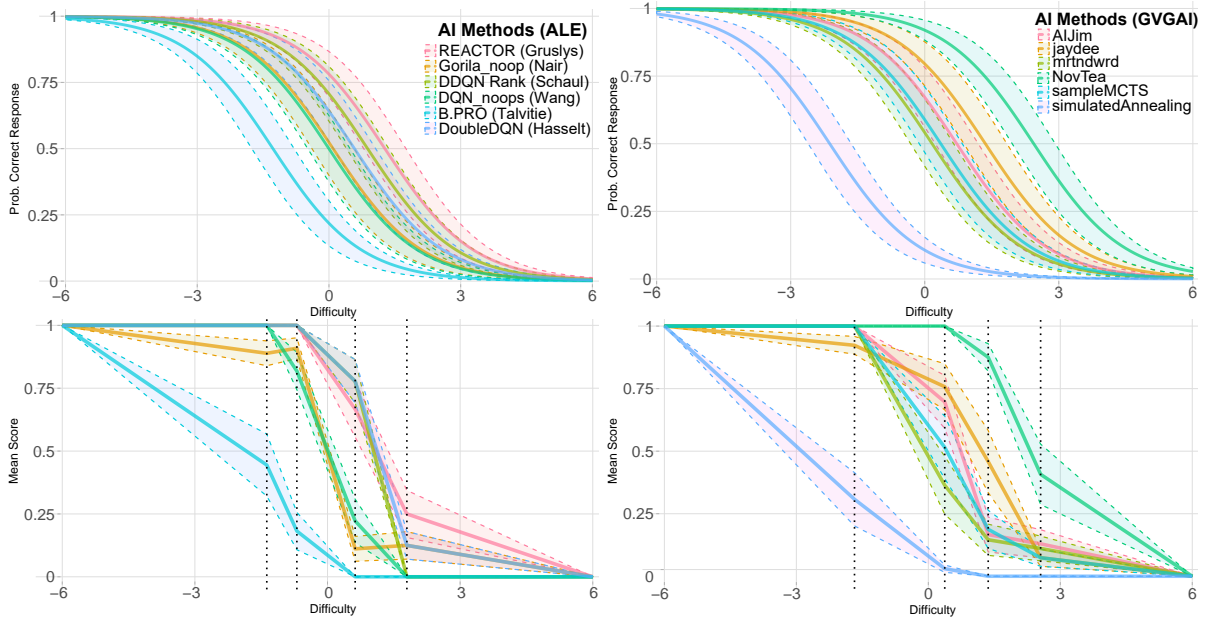 AI Methods (ALE)
REACTOR (Gruslys)
Gorila_noop (Nair)
DDQN Rank (Schaul)
DQN_noops (Wang)
B.PRO (Talvitie)
DoubleDQN (Hasselt)
Prob. Correct Response
1
0.75
0.5
0.25
0
−6
−3
0
3
6
Difficulty
AI Methods (GVGAI)
AIJim
jaydee
mrtndwrd
NovTea
sampleMCTS
simulatedAnnealing
Prob. Correct Response
1
0.75
0.5
0.25
0
−6
−3
0
3
6
Difficulty
Mean Score
1
0.75
0.5
0.25
0
−6
−3
0
3
6
Difficulty
Mean Score
1
0.75
0.5
0.25
0
−6
−3
0
3
6
Difficulty